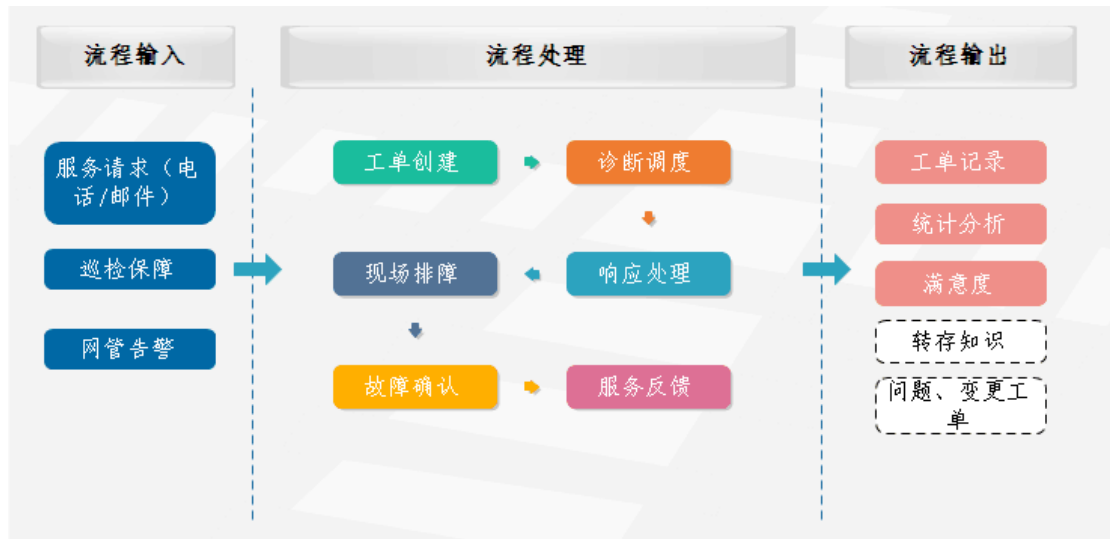 流程输入
流程处理
流程输出
服务请求（电
话/邮件）
巡检保障
网管告警
工单创建
诊断调度
现场排障
响应处理
故障确认
服务反馈
工单记录
统计分析
满意度
转存知识
问题、变更工
单